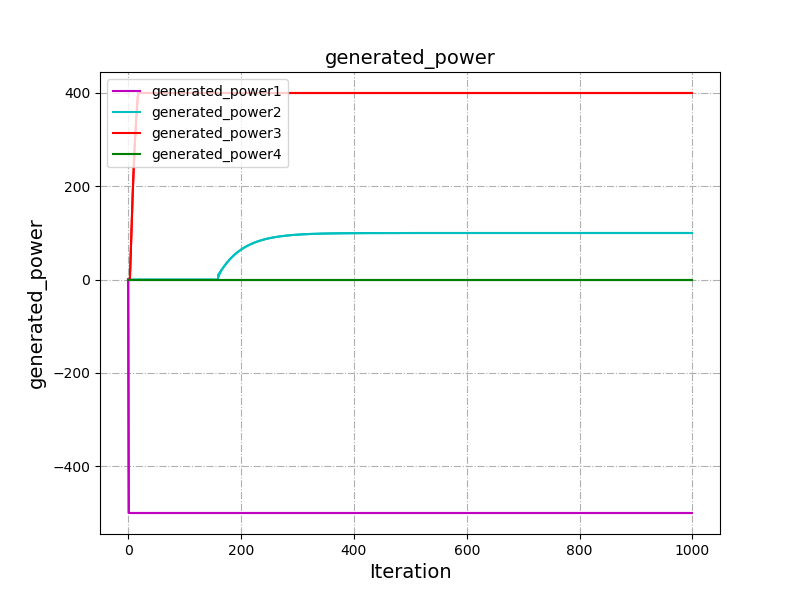 generated_power
generated_power1
generated_power2
generated_power3
generated_power4
generated_power
400
200
0
−200
−400
0 200 400 600 800 1000
Iteration